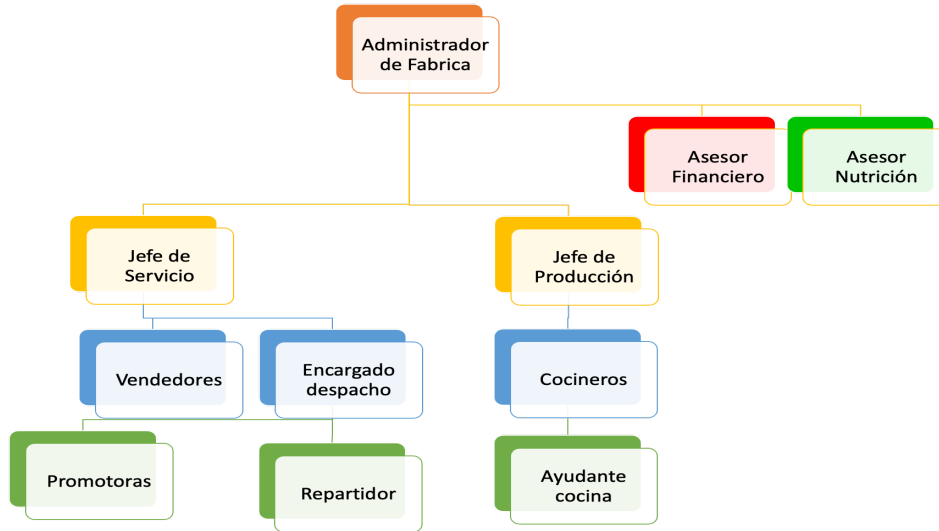 Administrador
de Fabrica
Asesor
Financiero
Asesor
Nutrición
Jefe de
Servicio
Jefe de
Producción
Vendedores
Encargado
despacho
Cocineros
Promotoras
Repartidor
Ayudante
cocina